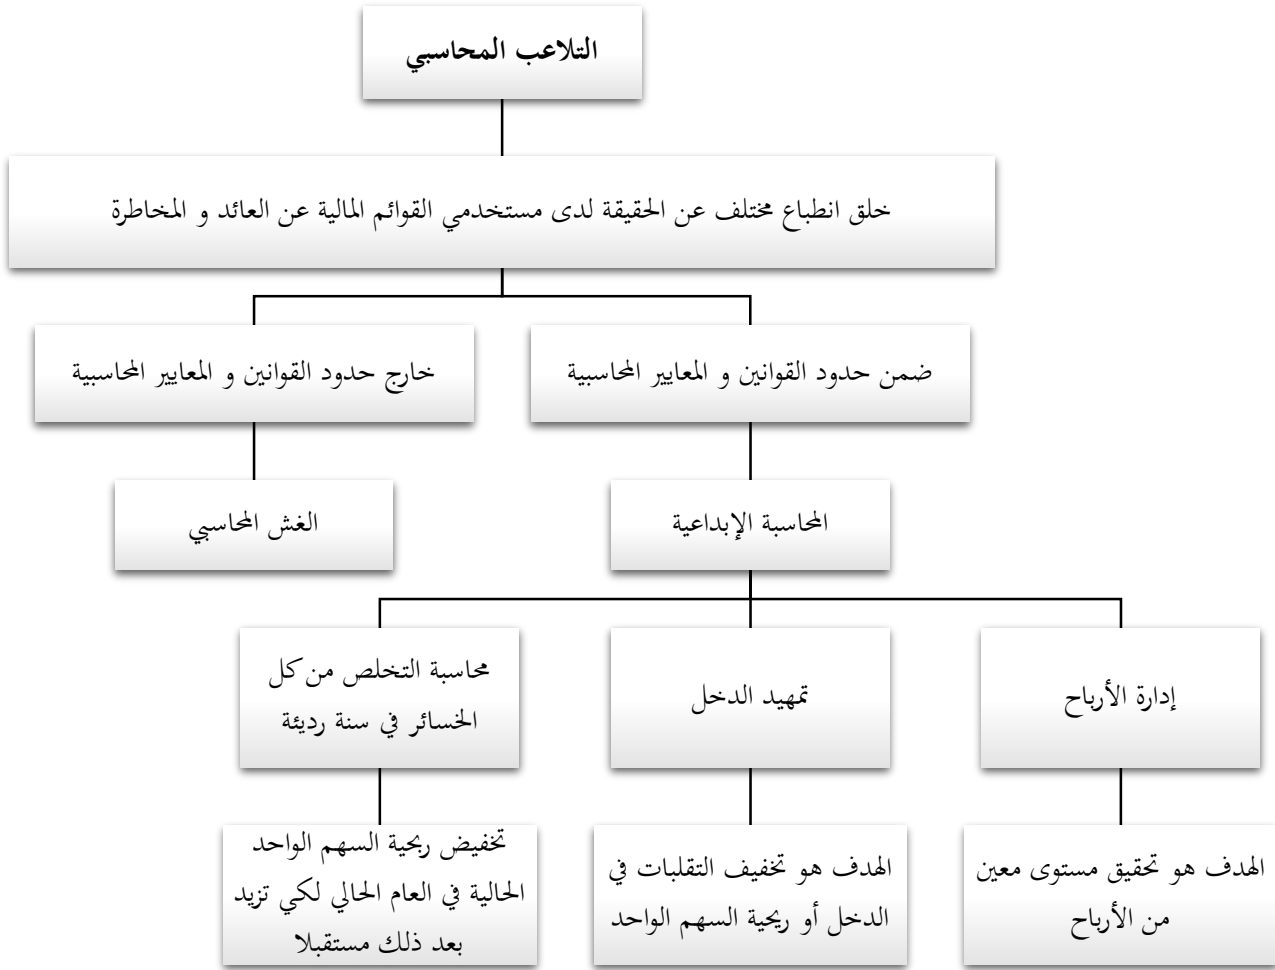 التلاعب المحاسبي
خلق انطباع مختلف عن الحقيقة لدى مستخدمي القوائم المالية عن العائد و المخاطرة
ضمن حدود القوانين و المعايير المحاسبية
خارج حدود القوانين و المعايير المحاسبية
المحاسبة الإبداعية
الغش المحاسبي
إدارة الأرباح
تمهيد الدخل
محاسبة التخلص من كل
الخسائر في سنة رديئة
الهدف هو تحقيق مستوى معين
من الأرباح
الهدف هو تخفيف التقلبات في
الدخل أو ربحية السهم الواحد
تخفيض ربحية السهم الواحد
الحالية في العام الحالي لكي تزيد
بعد ذلك مستقبلا